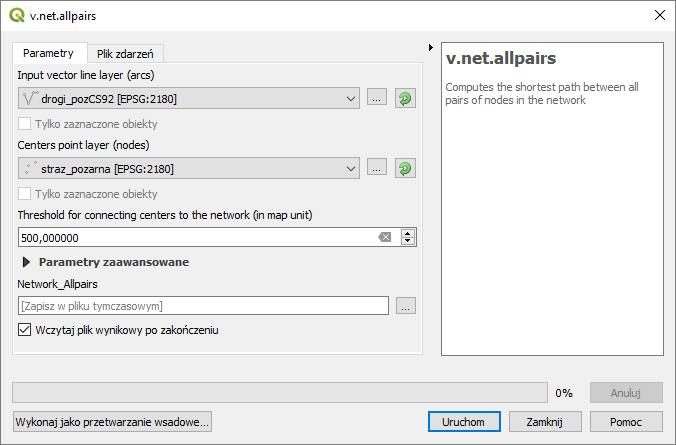 v.net.allpairs
Parametry
Plik zdarzeń
Input vector line layer (arcs)
drogi_pozCS92 [EPSG:2180]
...
Tylko zaznaczone obiekty
Centers point layer (nodes)
straz_pozarna [EPSG:2180]
...
Tylko zaznaczone obiekty
Threshold for connecting centers to the network (in map unit)
500,000000
Parametry zaawansowane
Network_Allpairs
[Zapisz w pliku tymczasowym]
...
Wczytaj plik wynikowy po zakończeniu
v.net.allpairs
Computes the shortest path between all
pairs of nodes in the network
0%
Anuluj
Wykonaj jako przetwarzanie wsadowe...
Uruchom
Zamknij
Pomoc